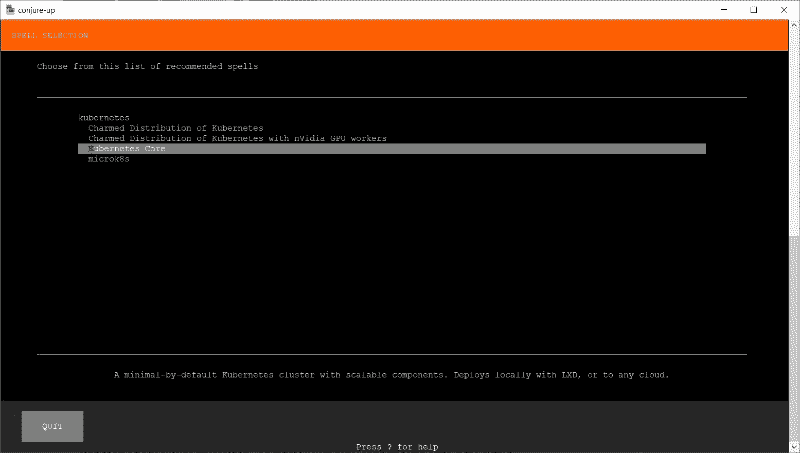 conjure-up
SPELL SELECTION
Choose from this list of recommended spells
kubernetes
Charmed Distribution of Kubernetes
Charmed Distribution of Kubernetes with nVidia GPU workers
Kubernetes Core
microk8s
A minimal-by-default Kubernetes cluster with scalable components. Deploys locally with LXD, or to any cloud.
QUIT
Press ? for help